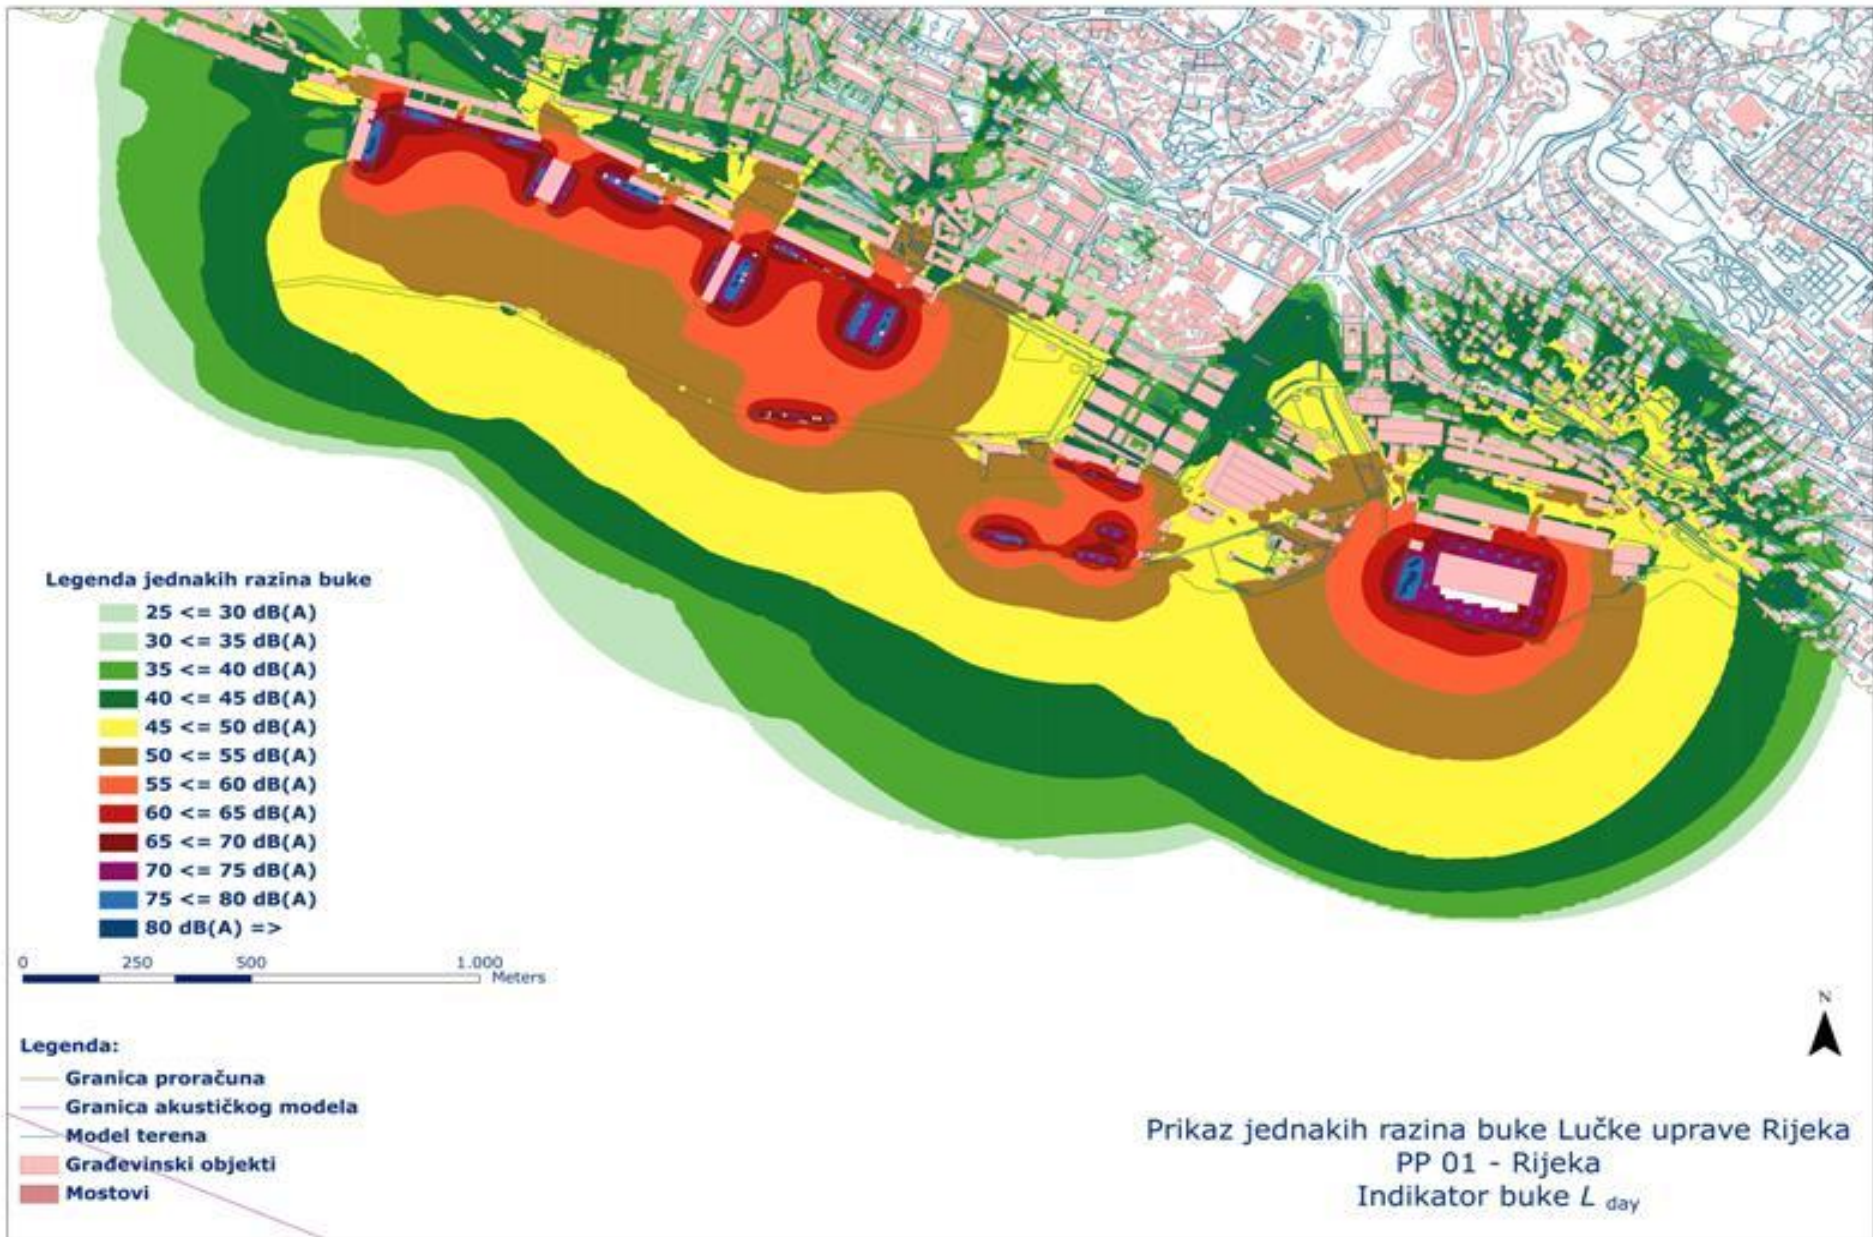 Legenda jednakih razina buke
25 <= 30 dB(A)
30 <= 35 dB(A)
35 <= 40 dB(A)
40 <= 45 dB(A)
45 <= 50 dB(A)
50 <= 55 dB(A)
55 <= 60 dB(A)
60 <= 65 dB(A)
65 <= 70 dB(A)
70 <= 75 dB(A)
75 <= 80 dB(A)
80 dB(A) =>
0 250 500 1.000
Meters
N
Legenda:
Granica proračuna
Granica akustičkog modela
Model terena
Građevinski objekti
Mostovi
Prikaz jednakih razina buke Lučke uprave Rijeka
PP 01 - Rijeka
Indikator buke L day